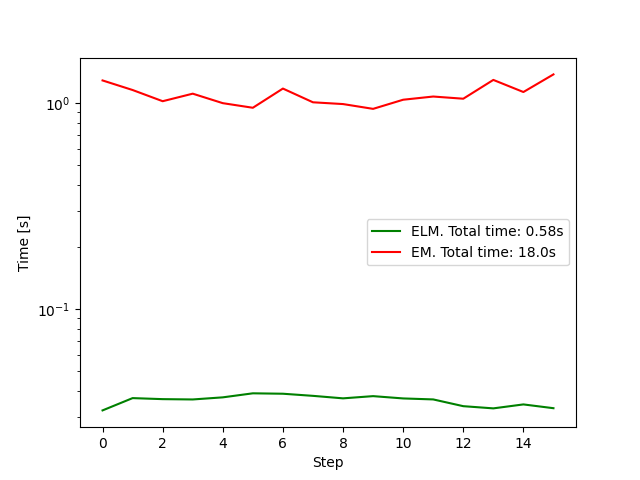 10⁰
10⁻¹
Time [s]
ELM. Total time: 0.58s
EM. Total time: 18.0s
0 2 4 6 8 10 12 14
Step